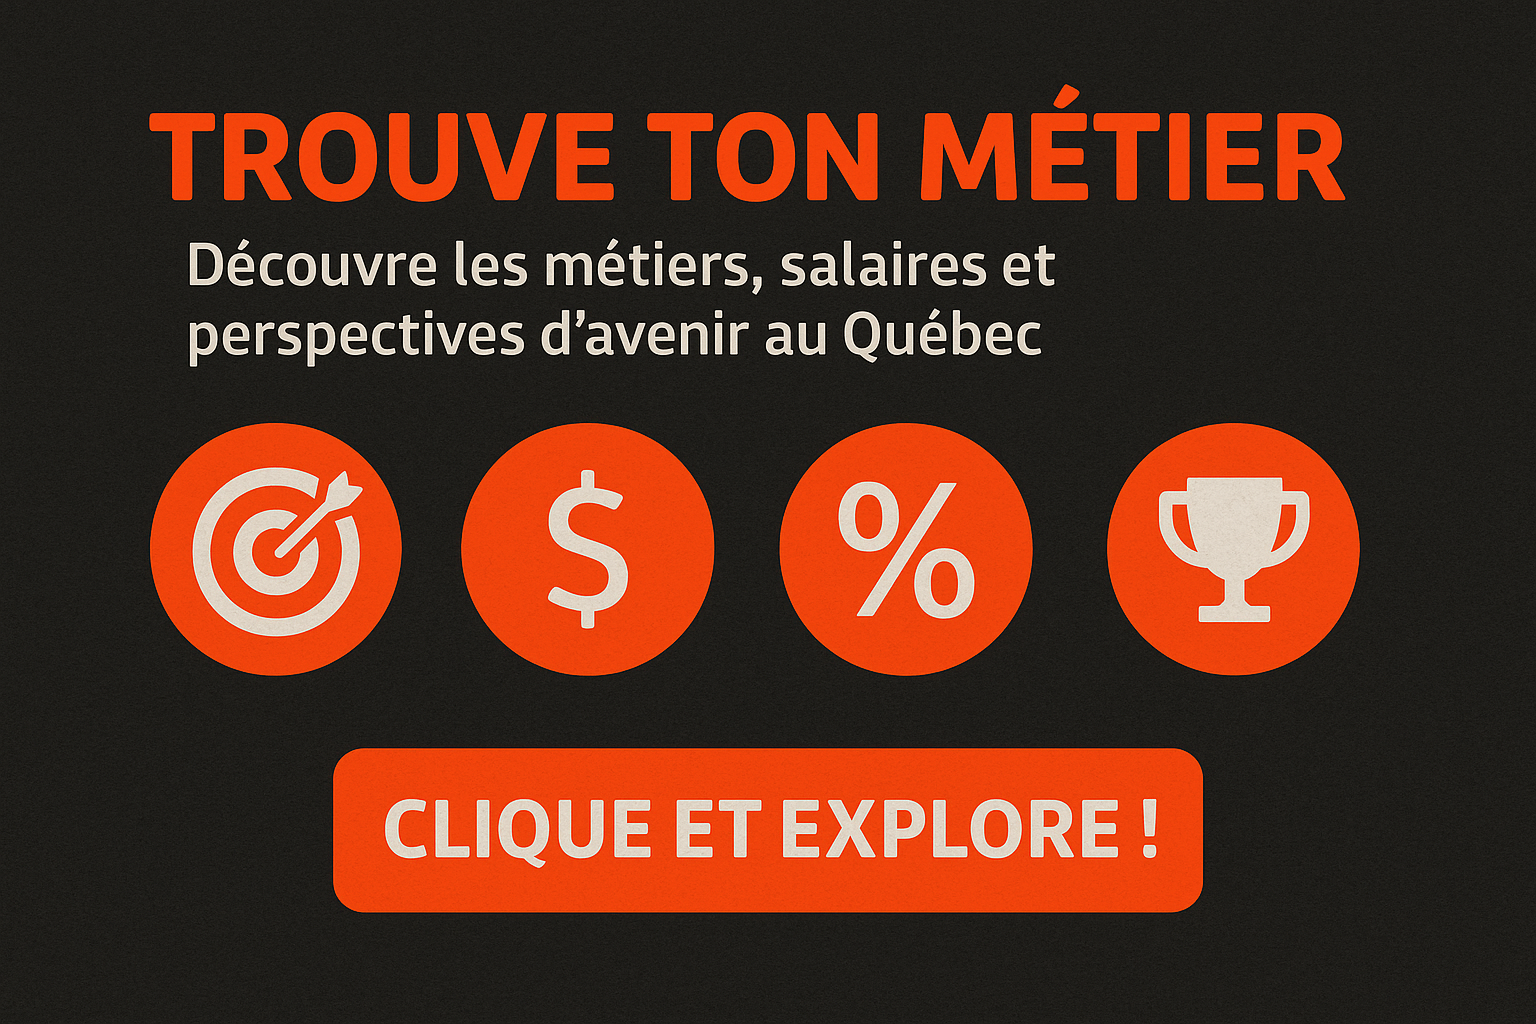 TROUVE TON MÉTIER
Découvre les métiers, salaires et
perspectives d’avenir au Québec
$
%
CLIQUE ET EXPLORE !